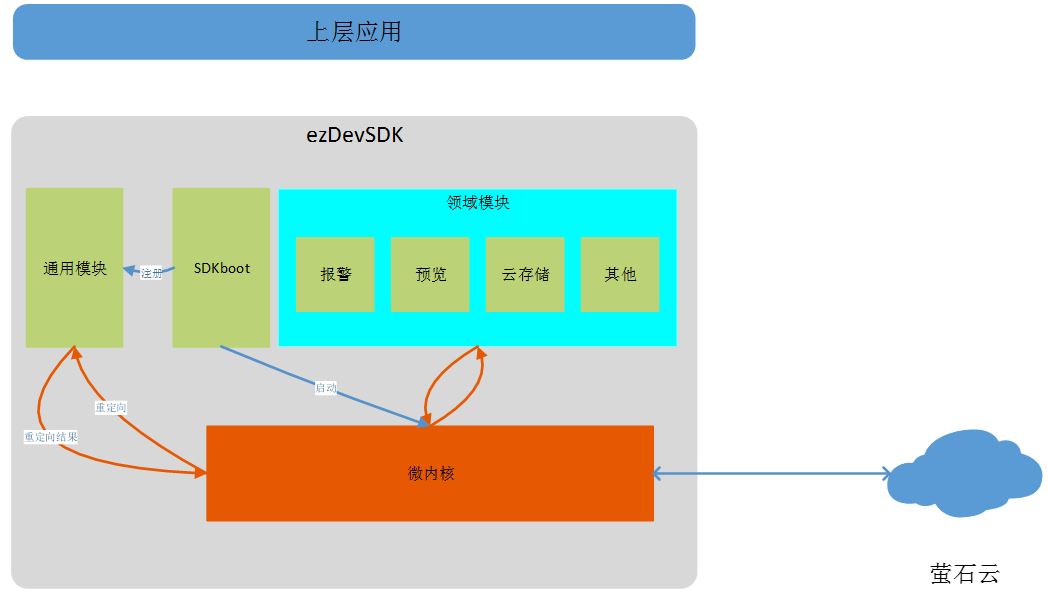 上层应用
ezDevSDK
通用模块
注册
SDKboot
领域模块
报警
预览
云存储
其他
启动
重定向
重定向结果
微内核
萤石云